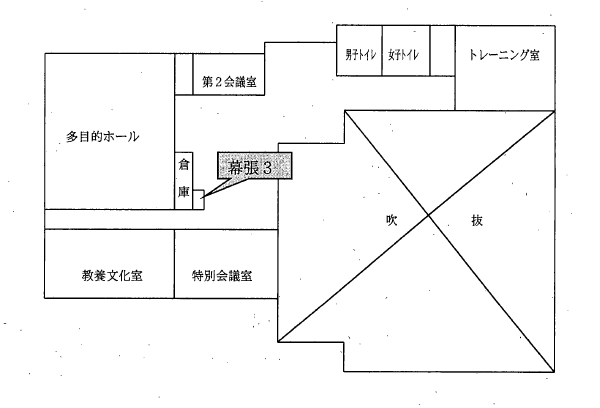 男子トイレ
女子トイレ
トレーニング室
第２会議室
多目的ホール
倉庫
幕張３
吹
抜
教養文化室
特別会議室